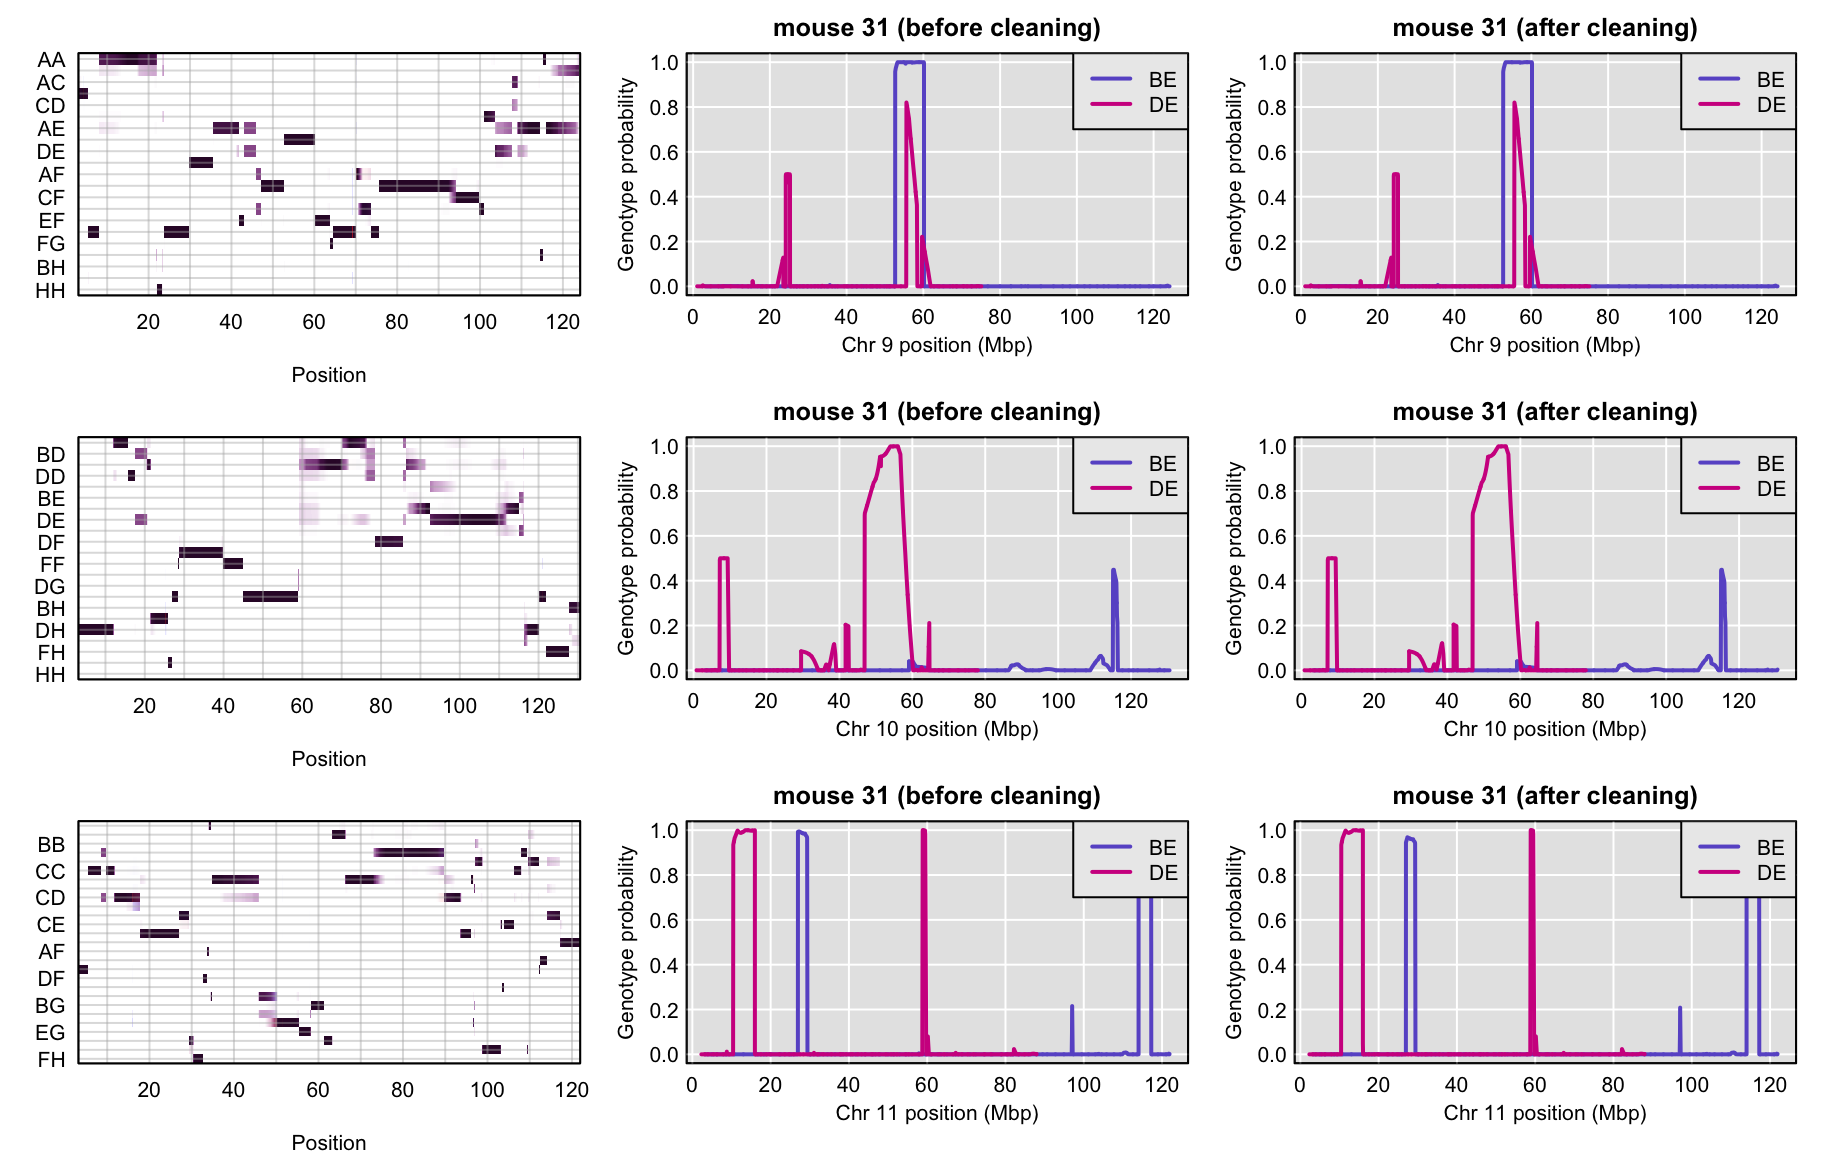 AA
AC
CD
AE
DE
AF
CF
EF
FG
BH
HH
20 40 60 80 100 120
Position
mouse 31 (before cleaning)
Genotype probability
1.0
0.8
0.6
0.4
0.2
0.0
BE
DE
0 20 40 60 80 100 120
Chr 9 position (Mbp)
mouse 31 (after cleaning)
Genotype probability
1.0
0.8
0.6
0.4
0.2
0.0
BE
DE
0 20 40 60 80 100 120
Chr 9 position (Mbp)
BD
DD
BE
DE
DF
FF
DG
BH
DH
FH
HH
20 40 60 80 100 120
Position
mouse 31 (before cleaning)
Genotype probability
1.0
0.8
0.6
0.4
0.2
0.0
BE
DE
0 20 40 60 80 100 120
Chr 10 position (Mbp)
mouse 31 (after cleaning)
Genotype probability
1.0
0.8
0.6
0.4
0.2
0.0
BE
DE
0 20 40 60 80 100 120
Chr 10 position (Mbp)
BB
CC
CD
CE
AF
DF
BG
EG
FH
20 40 60 80 100 120
Position
mouse 31 (before cleaning)
Genotype probability
1.0
0.8
0.6
0.4
0.2
0.0
BE
DE
0 20 40 60 80 100 120
Chr 11 position (Mbp)
mouse 31 (after cleaning)
Genotype probability
1.0
0.8
0.6
0.4
0.2
0.0
BE
DE
0 20 40 60 80 100 120
Chr 11 position (Mbp)